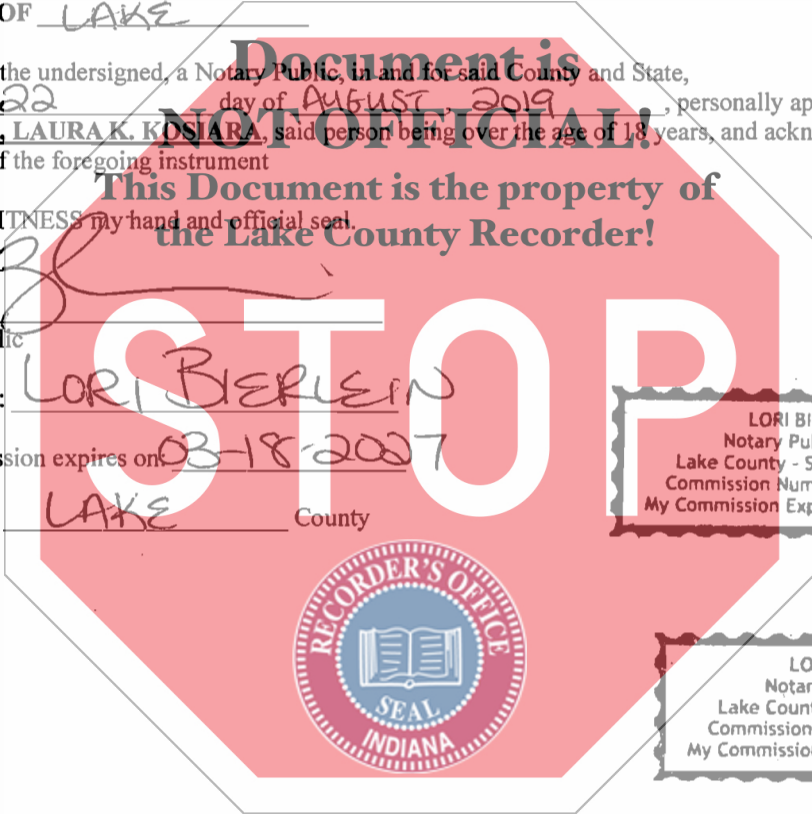 OF LAKE
Document is
the undersigned, a Notary Public, in and for said County and State,
22 day of AUGUST, 2019, personally ap
NOT OFFICIAL!
, LAURA K. KOSIARA, said person being over the age of 18 years, and ackn
f the foregoing instrument
This Document is the property of
ITNESS my hand and official seal.
the Lake County Recorder!
STOP
lic
: LORI BIERLEIN
LORI BI
Notary Pu
sion expires on: 03-18-2027
Lake County - S
Commission Num
My Commission Exp
LAKE County
RECORDER'S OFFICE
SEAL
INDIANA
LO
Notar
Lake Coun
Commission
My Commissio